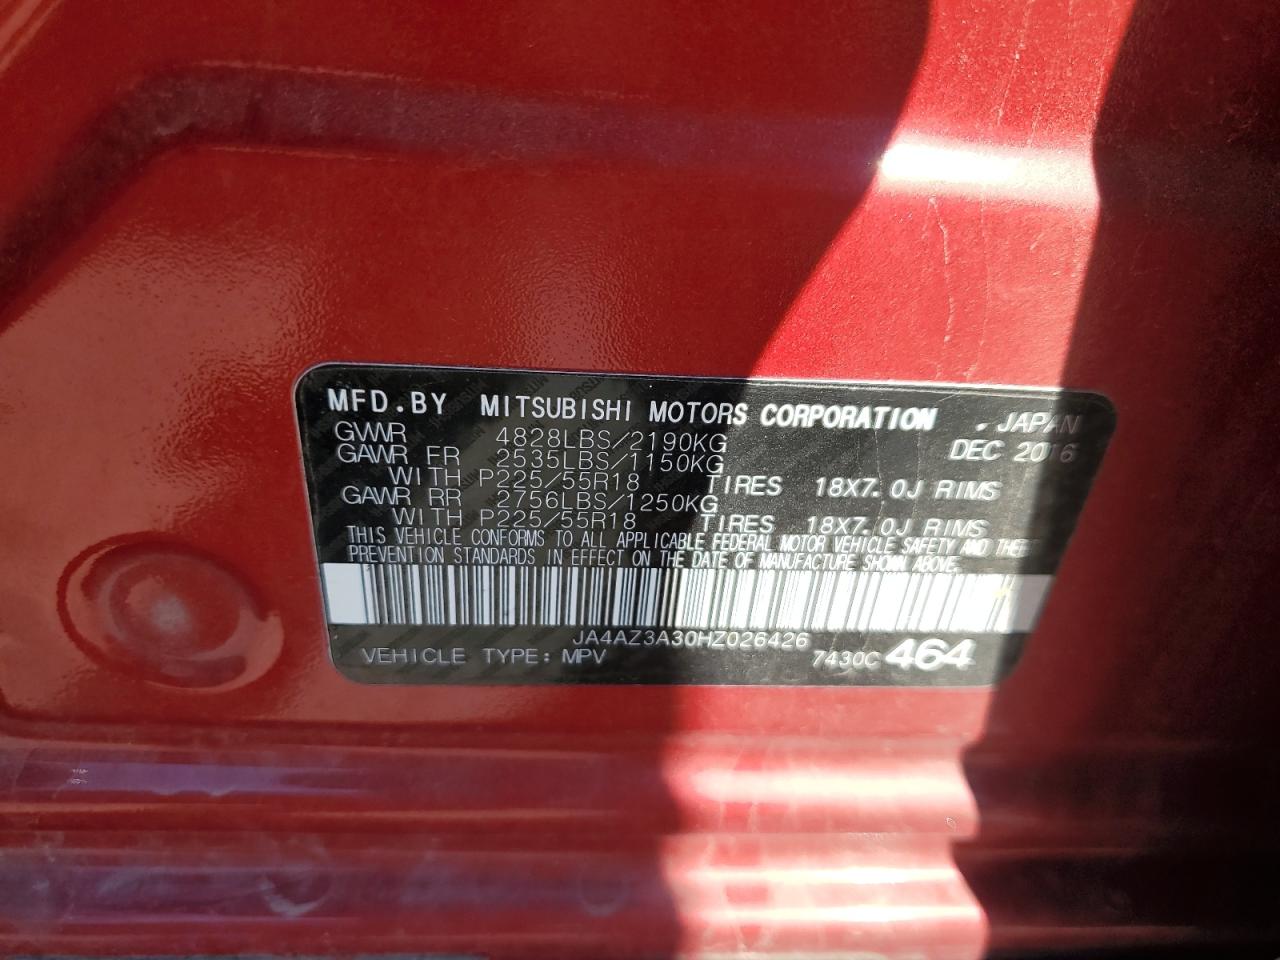 MFD.BY MITSUBISHI MOTORS CORPORATION , JAPAN
GVWR 4828LBS/2190KG DEC 2016
GAWR FR 2535LBS/1150KG
WITH P225/55R18 TIRES 18X7.0J RIMS
GAWR RR 2756LBS/1250KG
WITH P225/55R18 TIRES 18X7.0J RIMS
THIS VEHICLE CONFORMS TO ALL APPLICABLE FEDERAL MOTOR VEHICLE SAFETY AND THEFT
PREVENTION STANDARDS IN EFFECT ON THE DATE OF MANUFACTURE SHOWN ABOVE.
JA4AZ3A30HZ026426
VEHICLE TYPE: MPV 7430C 464